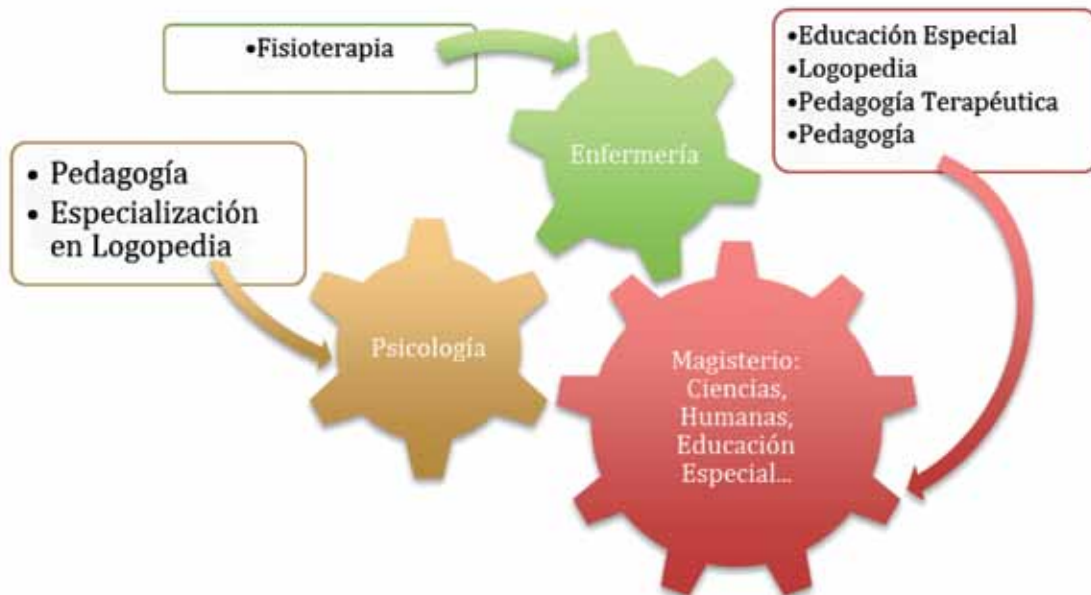 •Fisioterapia
•Educación Especial
•Logopedia
•Pedagogía Terapéutica
•Pedagogía
Enfermería
• Pedagogía
• Especialización
en Logopedia
Psicología
Magisterio:
Ciencias,
Humanas,
Educación
Especial...